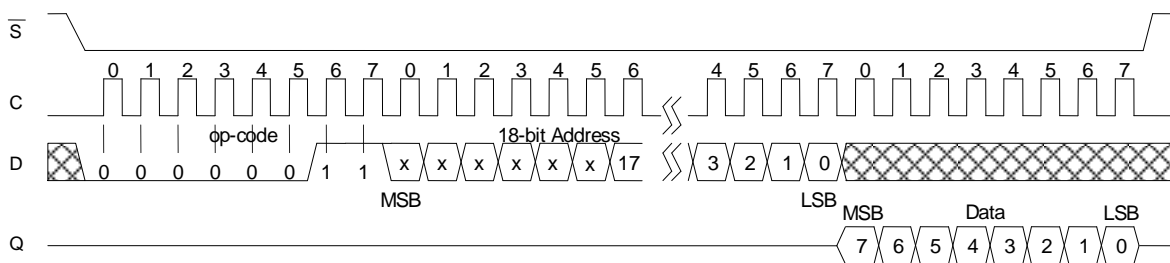 S
0 1 2 3 4 5 6 7 0 1 2 3 4 5 6 4 5 6 7 0 1 2 3 4 5 6 7
C
op-code 18-bit Address
D 0 0 0 0 0 0 1 1 x x x x x x 17 3 2 1 0
MSB LSB MSB Data LSB
Q 7 6 5 4 3 2 1 0